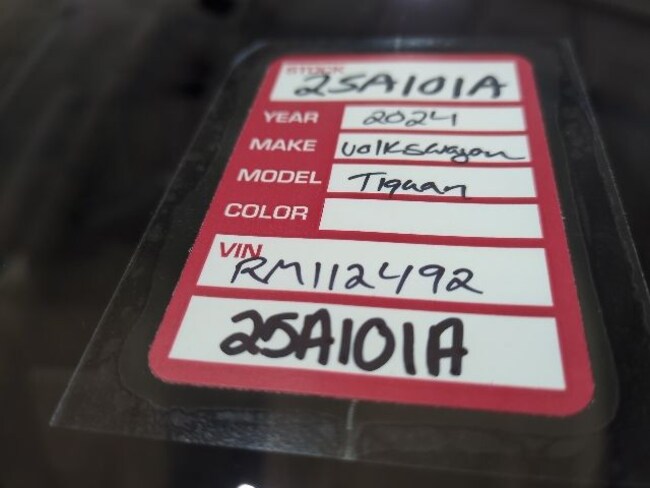 STOCK 25A101A
YEAR 2024
MAKE Volkswagon
MODEL Tiguan
COLOR
VIN RM112492
25A101A